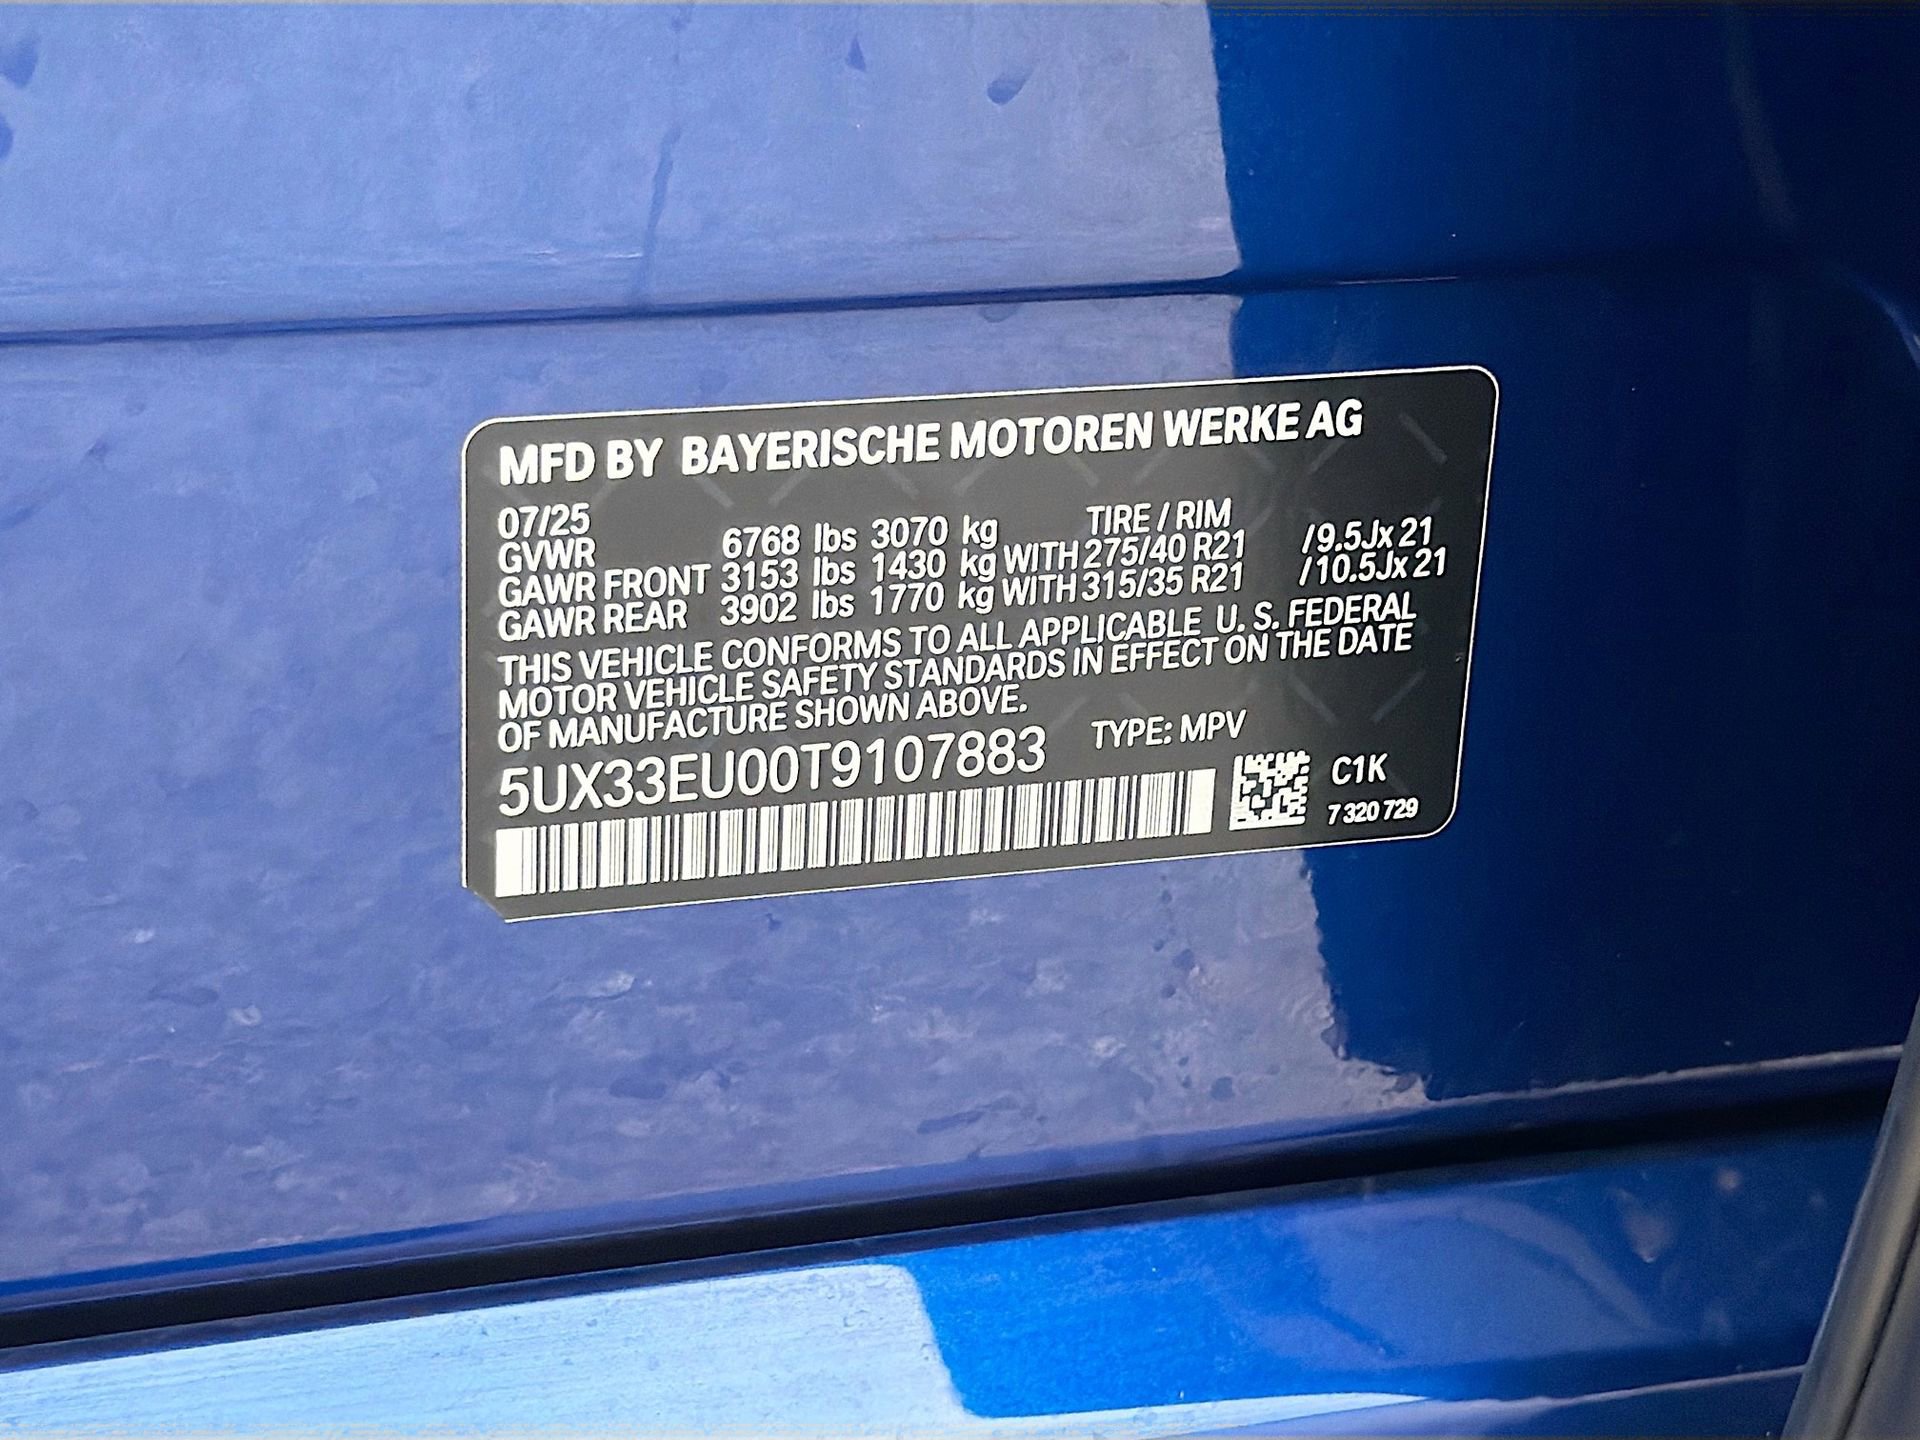 MFD BY BAYERISCHE MOTOREN WERKE AG
07/25 TIRE / RIM
GVWR 6768 lbs 3070 kg
GAWR FRONT 3153 lbs 1430 kg WITH 275/40 R21 /9.5Jx 21
GAWR REAR 3902 lbs 1770 kg WITH 315/35 R21 /10.5Jx 21
THIS VEHICLE CONFORMS TO ALL APPLICABLE U. S. FEDERAL
MOTOR VEHICLE SAFETY STANDARDS IN EFFECT ON THE DATE
OF MANUFACTURE SHOWN ABOVE.
5UX33EU00T9107883 TYPE: MPV
C1K
7 320 729